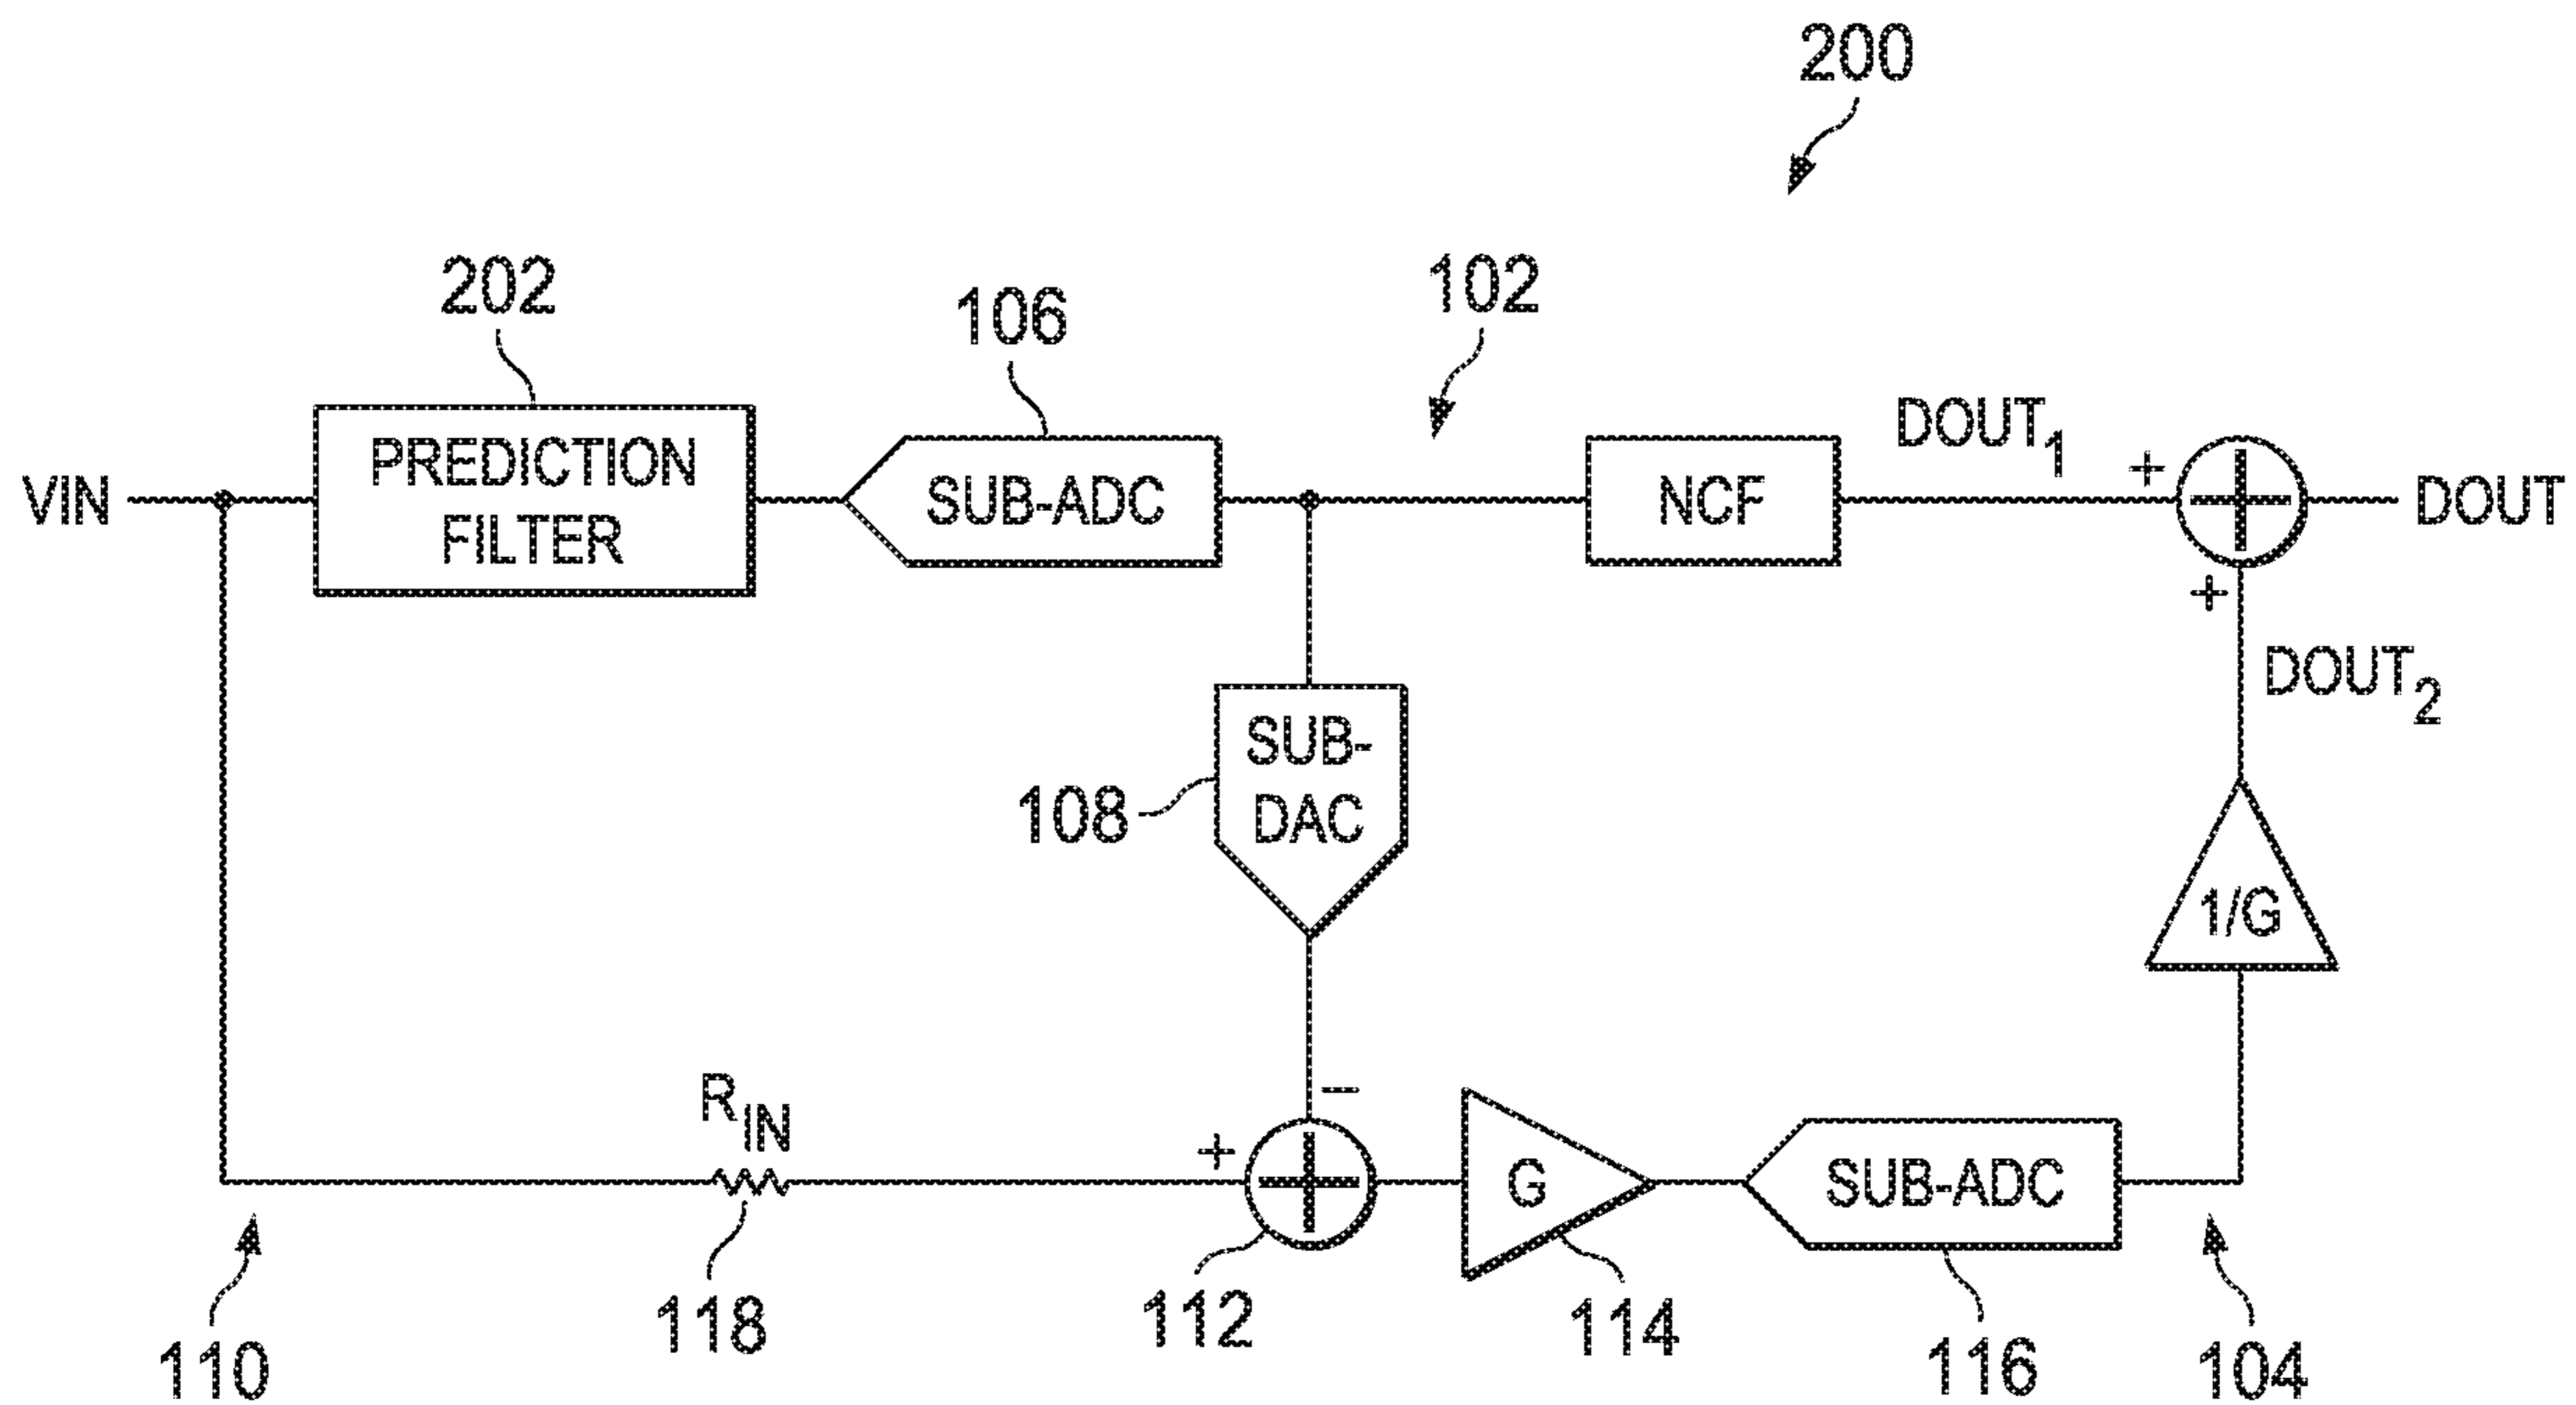 200
202
106
102
VIN
PREDICTION
FILTER
SUB-ADC
NCF
DOUT1
+
DOUT
+
DOUT2
SUB-
DAC
108
1/G
RIN
+
−
G
SUB-ADC
110
118
112
114
116
104